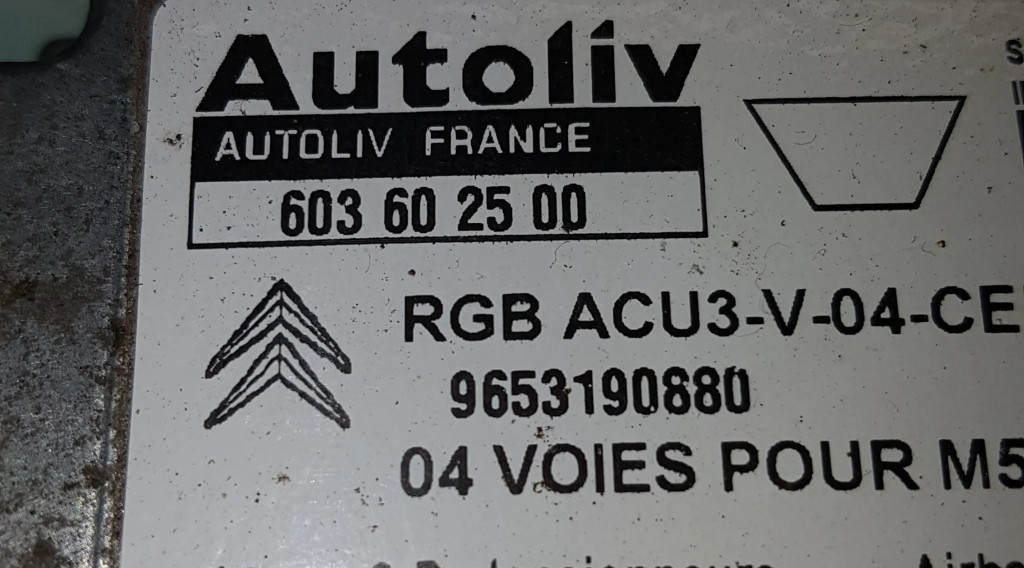 Autoliv
AUTOLIV FRANCE
603 60 25 00
RGB ACU3-V-04-CE
9653190880
04 VOIES POUR M5